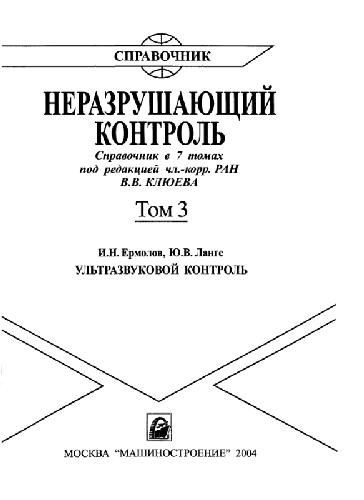 СПРАВОЧНИК
НЕРАЗРУШАЮЩИЙ
КОНТРОЛЬ
Справочник в 7 томах
под редакцией чл.-корр. РАН
В.В. КЛЮЕВА
Том 3
И.Н. Ермолов, Ю.В. Ланге
УЛЬТРАЗВУКОВОЙ КОНТРОЛЬ
МОСКВА "МАШИНОСТРОЕНИЕ" 2004